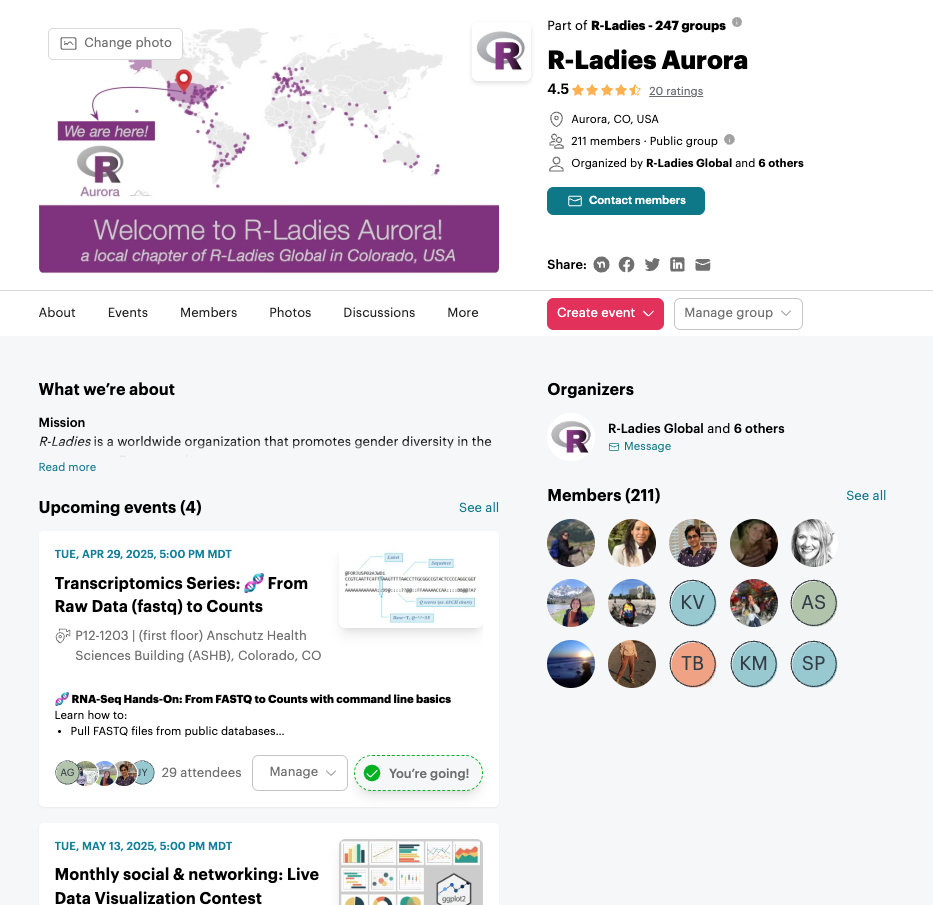 Change photo
We are here!
R
Aurora
Welcome to R-Ladies Aurora!
a local chapter of R-Ladies Global in Colorado, USA
R
Part of R-Ladies - 247 groups
R-Ladies Aurora
4.5 20 ratings
Aurora, CO, USA
211 members · Public group
Organized by R-Ladies Global and 6 others
Contact members
Share:
About Events Members Photos Discussions More
Create event
Manage group
What we're about
Mission
R-Ladies is a worldwide organization that promotes gender diversity in the
Read more
Upcoming events (4)
See all
TUE, APR 29, 2025, 5:00 PM MDT
Transcriptomics Series: 🧬 From
Raw Data (fastq) to Counts
P12-1203 | (first floor) Anschutz Health
Sciences Building (ASHB), Colorado, CO
Label
Sequence
🧬 RNA-Seq Hands-On: From FASTQ to Counts with command line basics
Learn how to:
• Pull FASTQ files from public databases...
AG
JY
29 attendees
Manage
You're going!
TUE, MAY 13, 2025, 5:00 PM MDT
Monthly social & networking: Live
Data Visualization Contest
ggplot2
Organizers
R
R-Ladies Global and 6 others
Message
Members (211)
See all
KV
AS
TB
KM
SP